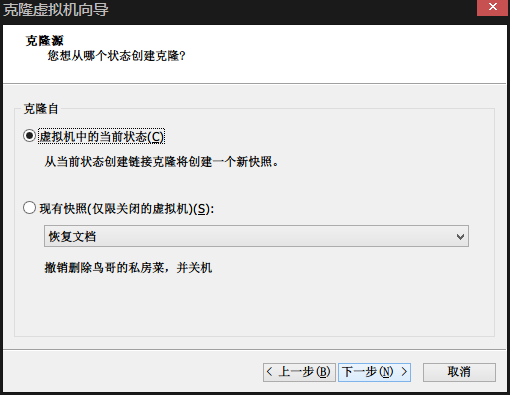 克隆虚拟机向导
克隆源
您想从哪个状态创建克隆?
克隆自
虚拟机中的当前状态(C)
从当前状态创建链接克隆将创建一个新快照。
现有快照(仅限关闭的虚拟机)(S):
恢复文档
撤销删除鸟哥的私房菜，并关机
< 上一步(B) 下一步(N) > 取消